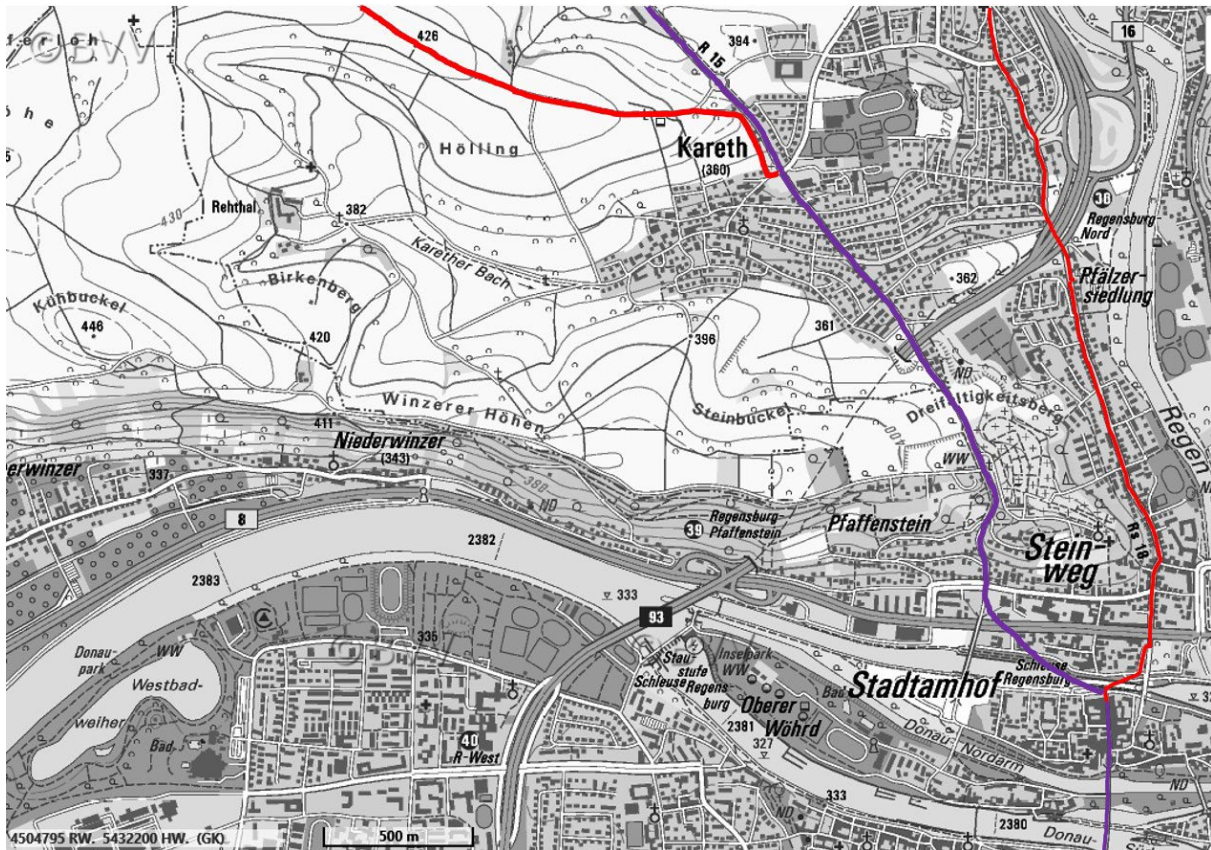 ©BVV
426
R 15
394
16
Kareth
(360)
Hölling
370
430
Rehthal
382
Karether Bach
38
Regensburg-
Nord
Pfälzer-
siedlung
362
361
Birkenberg
Kühbuckel
446
420
396
Steinbuckel
Dreifaltigkeitsberg
ND
400
WW
Regen
Winzerer Höhen
411
Niederwinzer
(343)
337
380
ND
8
39
Regensburg-
Pfaffenstein
Pfaffenstein
Stein-
weg
Rs 18
2382
2383
333
93
335
Donau-
park
WW
Westbad-
weiher
Bad
Stau-
stufe
Schleuse Regens-
burg
Inselpark
WW
Bad
Oberer
Wöhrd
2381
327
Stadtamhof
Schleuse
Regensburg
Donau-Nordarm
ND
40
R-West
ND
333
2380
Donau-
4504795 RW. 5432200 HW. (GK)
500 m